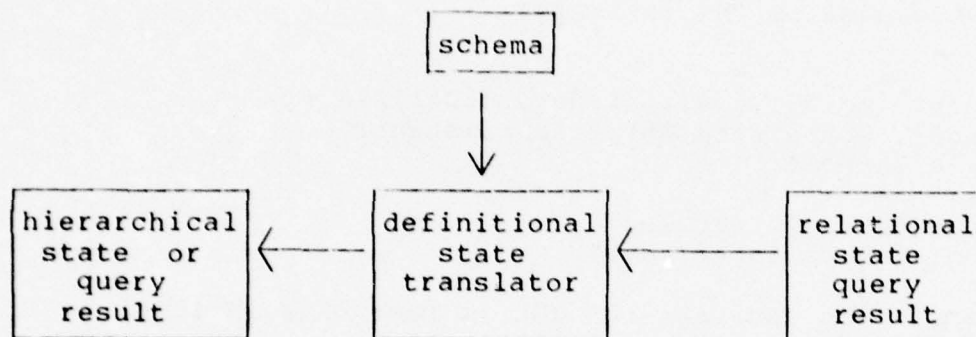 schema
hierarchical
state or
query
result
definitional
state
translator
relational
state
query
result